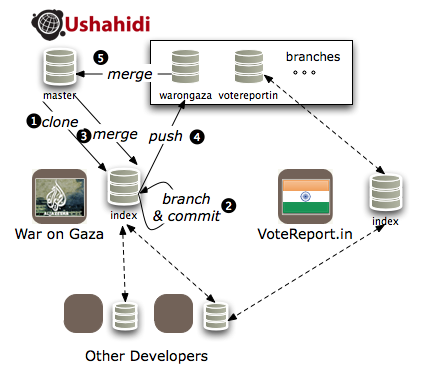 Ushahidi
5
merge
branches
master
warongaza
votereportin
1
clone
3
merge
push
4
index
branch
& commit
2
index
War on Gaza
VoteReport.in
Other Developers